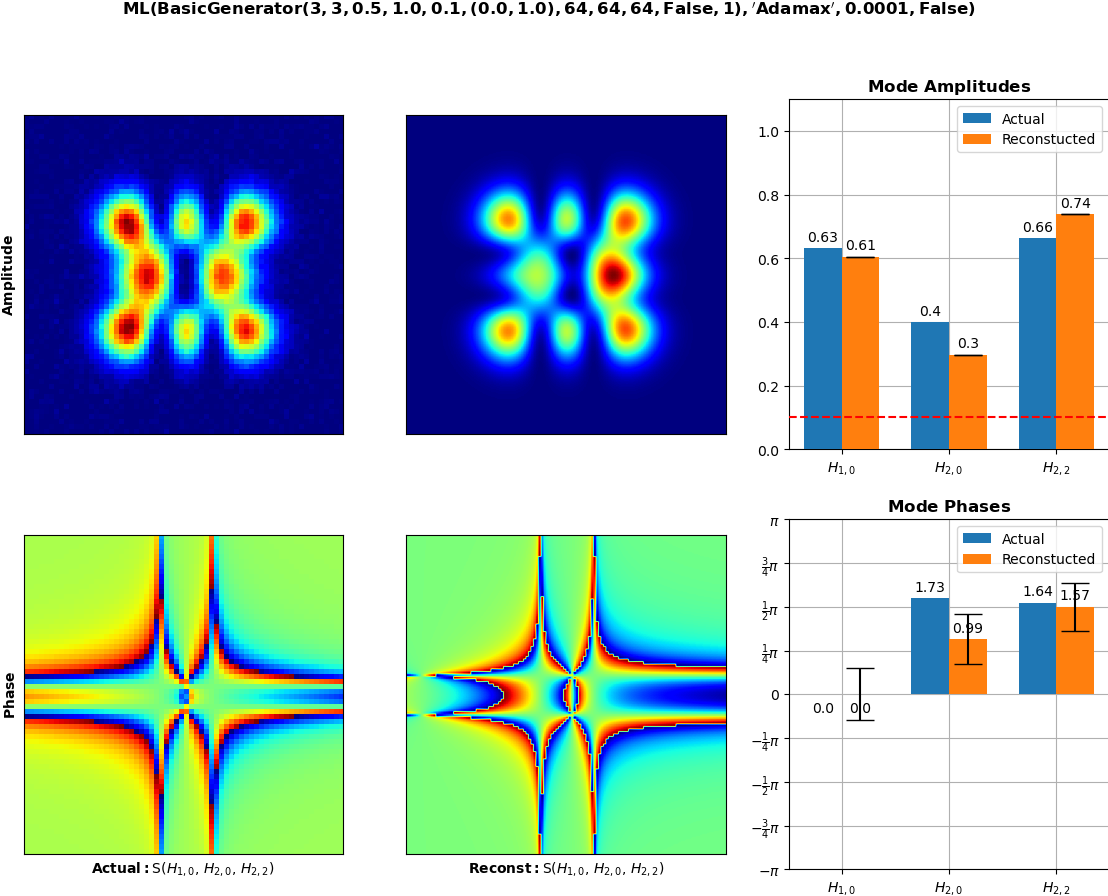 ML(BasicGenerator(3, 3, 0.5, 1.0, 0.1, (0.0, 1.0), 64, 64, 64, False, 1), ′Adamax′, 0.0001, False)
Amplitude
Mode Amplitudes
Actual
Reconstucted
1.0
0.8
0.6
0.4
0.2
0.0
0.63
0.61
0.4
0.3
0.66
0.74
H1, 0
H2, 0
H2, 2
Phase
Actual: S(H1, 0, H2, 0, H2, 2)
Reconst: S(H1, 0, H2, 0, H2, 2)
Mode Phases
Actual
Reconstucted
π
3/4π
1/2π
1/4π
0
−1/4π
−1/2π
−3/4π
−π
0.0
0.0
1.73
0.99
1.64
1.57
H1, 0
H2, 0
H2, 2